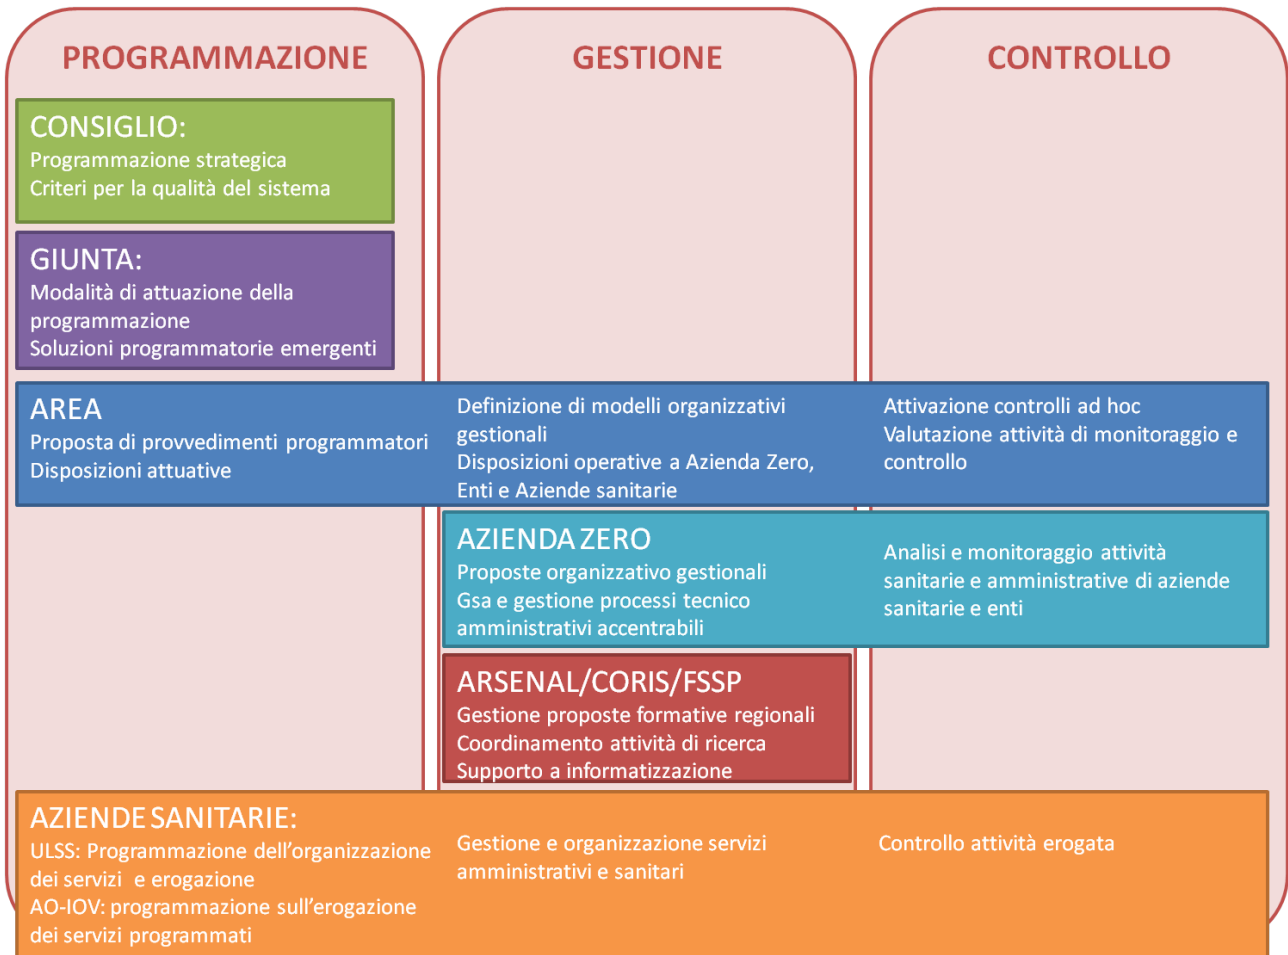 PROGRAMMAZIONE
GESTIONE
CONTROLLO
CONSIGLIO:
Programmazione strategica
Criteri per la qualità del sistema
GIUNTA:
Modalità di attuazione della
programmazione
Soluzioni programmatorie emergenti
AREA
Proposta di provvedimenti programmatori
Disposizioni attuative
Definizione di modelli organizzativi
gestionali
Disposizioni operative a Azienda Zero,
Enti e Aziende sanitarie
Attivazione controlli ad hoc
Valutazione attività di monitoraggio e
controllo
AZIENDA ZERO
Proposte organizzativo gestionali
Gsa e gestione processi tecnico
amministrativi accentrabili
Analisi e monitoraggio attività
sanitarie e amministrative di aziende
sanitarie e enti
ARSENAL/CORIS/FSSP
Gestione proposte formative regionali
Coordinamento attività di ricerca
Supporto a informatizzazione
AZIENDE SANITARIE:
ULSS: Programmazione dell'organizzazione
dei servizi e erogazione
AO-IOV: programmazione sull'erogazione
dei servizi programmati
Gestione e organizzazione servizi
amministrativi e sanitari
Controllo attività erogata